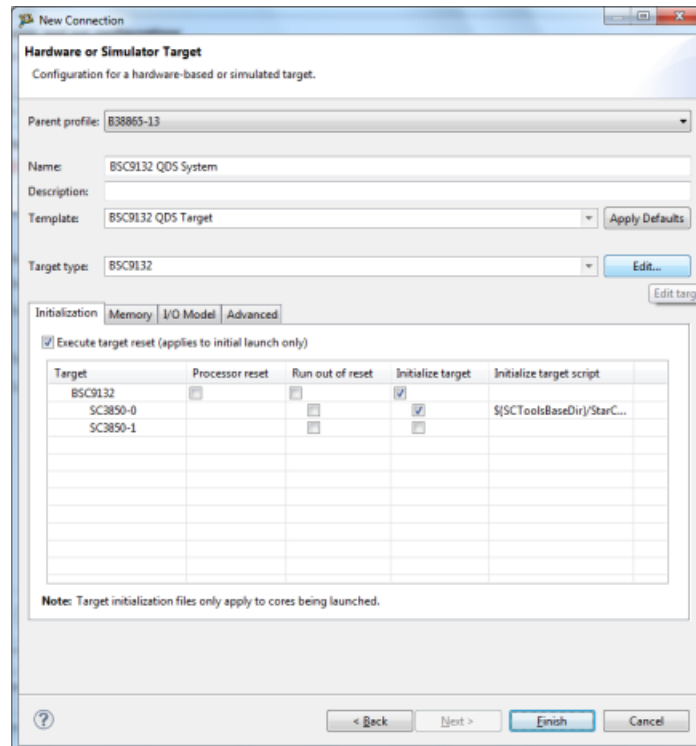 New Connection
Hardware or Simulator Target
Configuration for a hardware-based or simulated target.
Parent profile: B38865-13
Name: BSC9132 QDS System
Description:
Template: BSC9132 QDS Target Apply Defaults
Target type: BSC9132 Edit...
Edit targ
Initialization Memory I/O Model Advanced
Execute target reset (applies to initial launch only)
Target Processor reset Run out of reset Initialize target Initialize target script
BSC9132
SC3850-0 ${SCToolsBaseDir}/StarC...
SC3850-1
Note: Target initialization files only apply to cores being launched.
? < Back Next > Finish Cancel